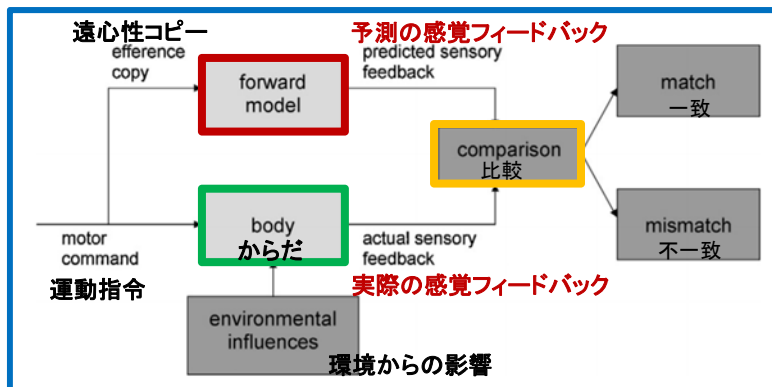 遠心性コピー
efference
copy
予測の感覚フィードバック
predicted sensory
feedback
forward
model
match
一致
comparison
比較
motor
command
運動指令
body
からだ
actual sensory
feedback
実際の感覚フィードバック
mismatch
不一致
environmental
influences
環境からの影響